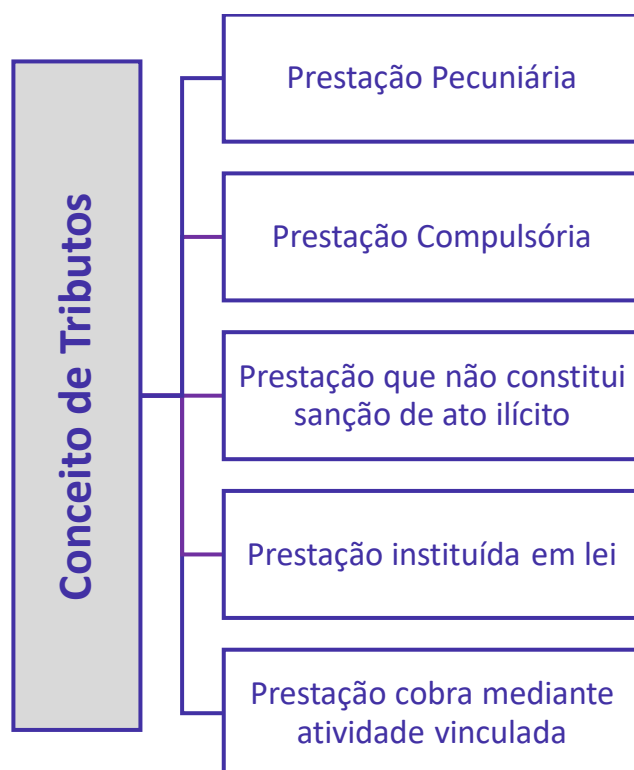 Conceito de Tributos
Prestação Pecuniária
Prestação Compulsória
Prestação que não constitui
sanção de ato ilícito
Prestação instituída em lei
Prestação cobra mediante
atividade vinculada